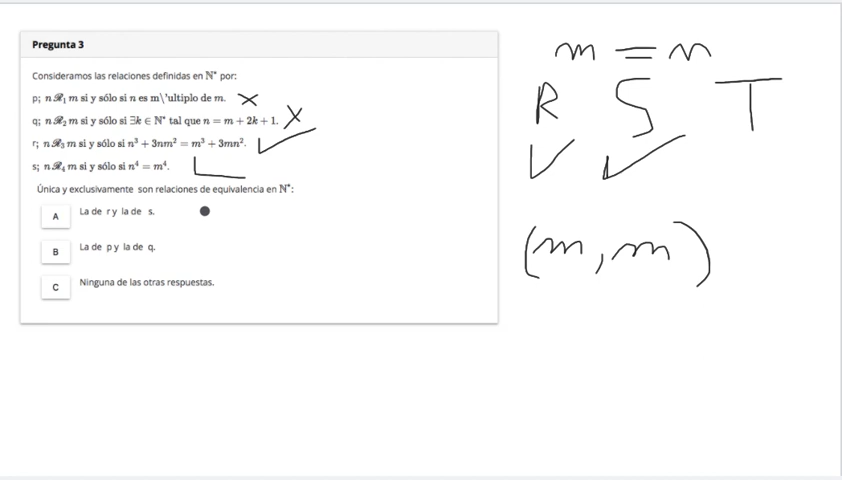 Pregunta 3
Consideramos las relaciones definidas en ℕ* por:
p; n ℛ₁ m si y sólo si n es m\'ultiplo de m.
q; n ℛ₂ m si y sólo si ∃k ∈ ℕ* tal que n = m + 2k + 1.
r; n ℛ₃ m si y sólo si n³ + 3nm² = m³ + 3mn².
s; n ℛ₄ m si y sólo si n⁴ = m⁴.
Única y exclusivamente son relaciones de equivalencia en ℕ*:
A La de r y la de s.
B La de p y la de q.
C Ninguna de las otras respuestas.
m = n
R S T
(m, m)